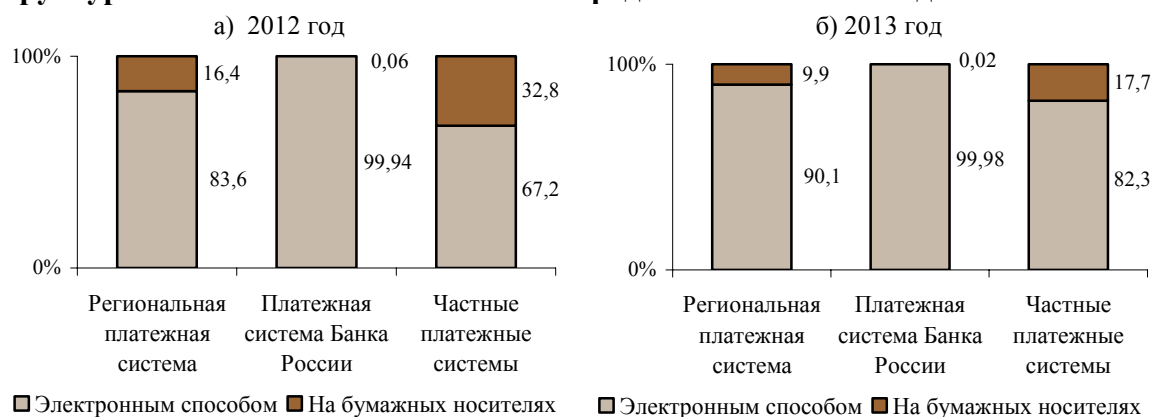 а) 2012 год
100%
16,4
0,06
32,8
83,6
99,94
67,2
0%
Региональная
платежная
система
Платежная
система Банка
России
Частные
платежные
системы
Электронным способом На бумажных носителях
б) 2013 год
100%
9,9
0,02
17,7
90,1
99,98
82,3
0%
Региональная
платежная
система
Платежная
система Банка
России
Частные
платежные
системы
Электронным способом На бумажных носителях